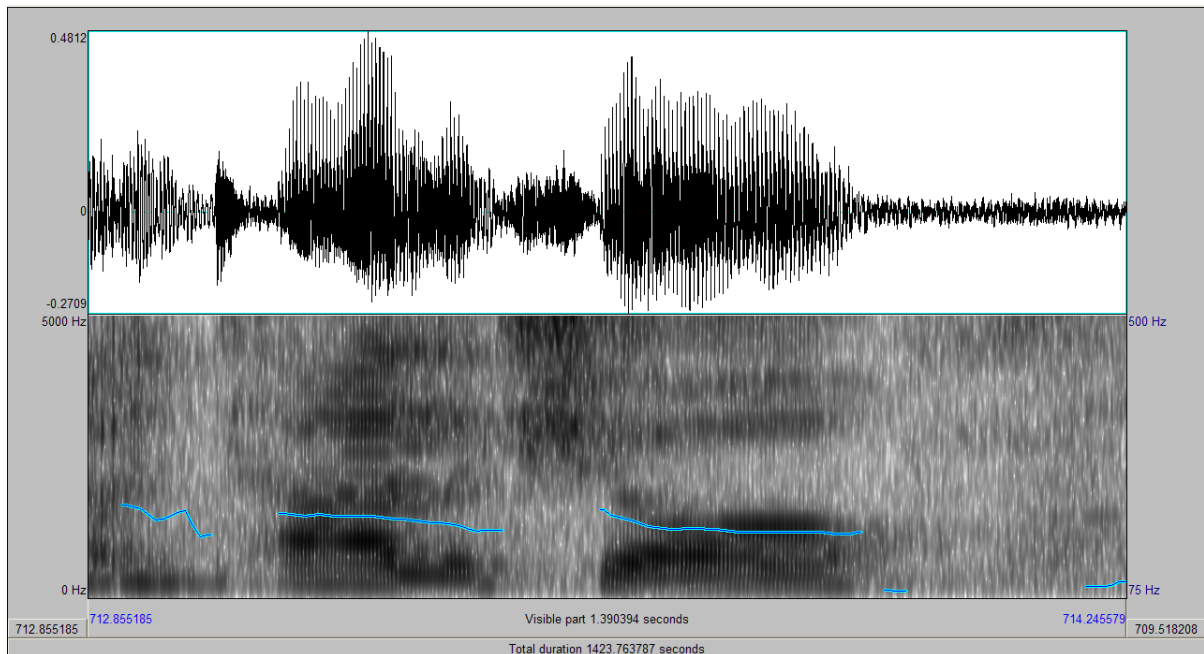 0.4812
0
-0.2709
5000 Hz 500 Hz
0 Hz 75 Hz
712.855185 Visible part 1.390394 seconds 714.245579
712.855185 709.518208
Total duration 1423.763787 seconds